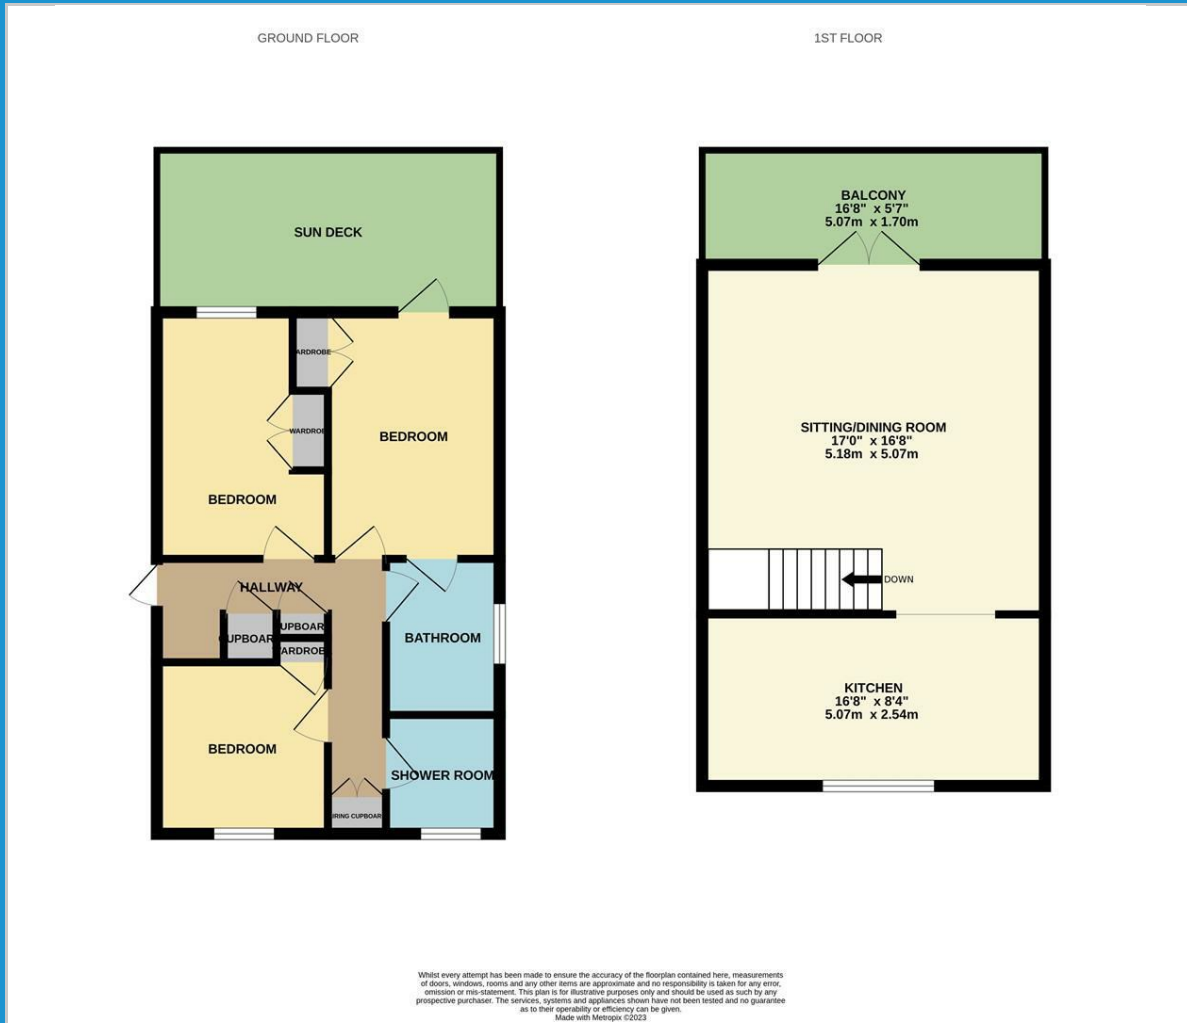 GROUND FLOOR
1ST FLOOR
SUN DECK
ARDROBE
WARDROB
BEDROOM
BEDROOM
HALLWAY
UPBOAR
CUPBOAR
ARDROB
BATHROOM
BEDROOM
SHOWER ROOM
IRING CUPBOAR
BALCONY
16'8" x 5'7"
5.07m x 1.70m
SITTING/DINING ROOM
17'0" x 16'8"
5.18m x 5.07m
DOWN
KITCHEN
16'8" x 8'4"
5.07m x 2.54m
Whilst every attempt has been made to ensure the accuracy of the floorplan contained here, measurements
of doors, windows, rooms and any other items are approximate and no responsibility is taken for any error,
omission or mis-statement. This plan is for illustrative purposes only and should be used as such by any
prospective purchaser. The services, systems and appliances shown have not been tested and no guarantee
as to their operability or efficiency can be given.
Made with Metropix ©2023